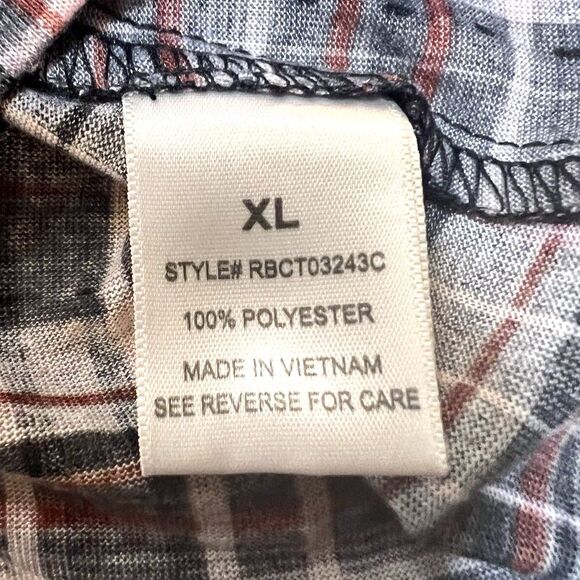 XL
STYLE# RBCT03243C
100% POLYESTER
MADE IN VIETNAM
SEE REVERSE FOR CARE